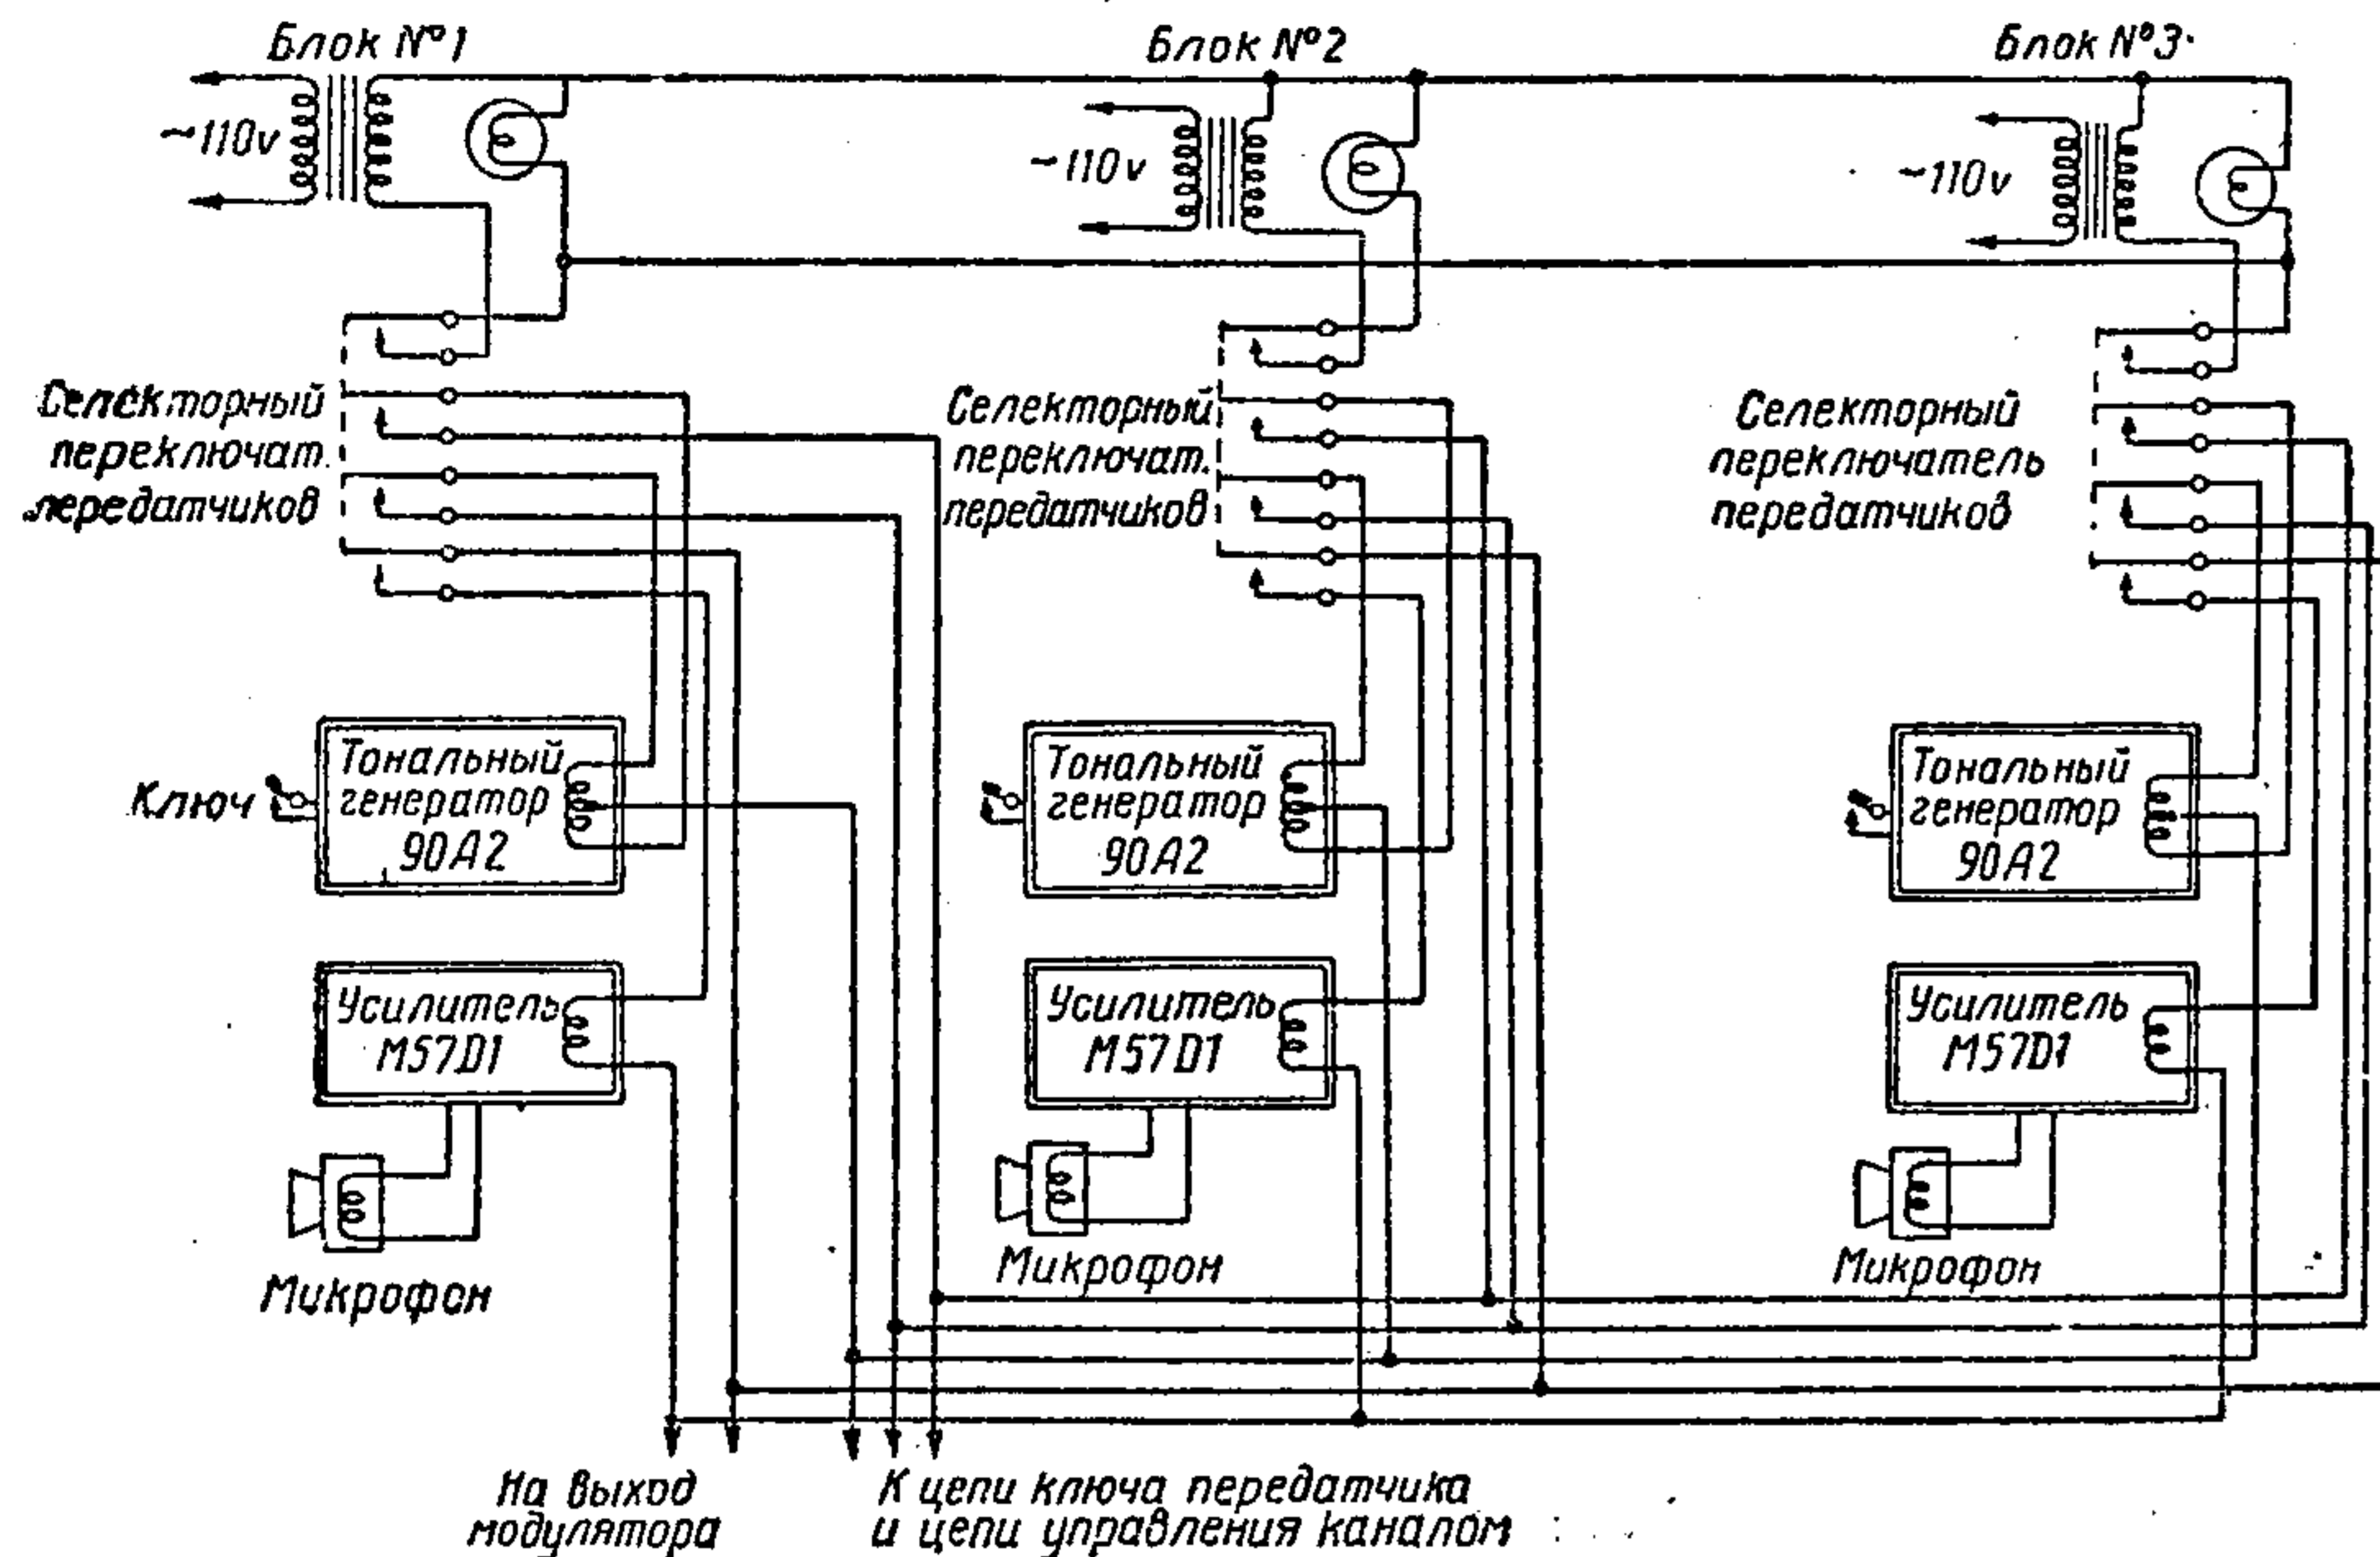 Блок №1
Блок №2
Блок №3
~110v
~110v
~110v
Селекторный
переключат.
передатчиков
Селекторный
переключат.
передатчиков
Селекторный
переключатель
передатчиков
Ключ
Тональный
генератор
90А2
Тональный
генератор
90А2
Тональный
генератор
90А2
Усилитель
М57D1
Усилитель
М57D1
Усилитель
М57D1
Микрофон
Микрофон
Микрофон
На выход
модулятора
К цепи ключа передатчика
и цепи управления каналом